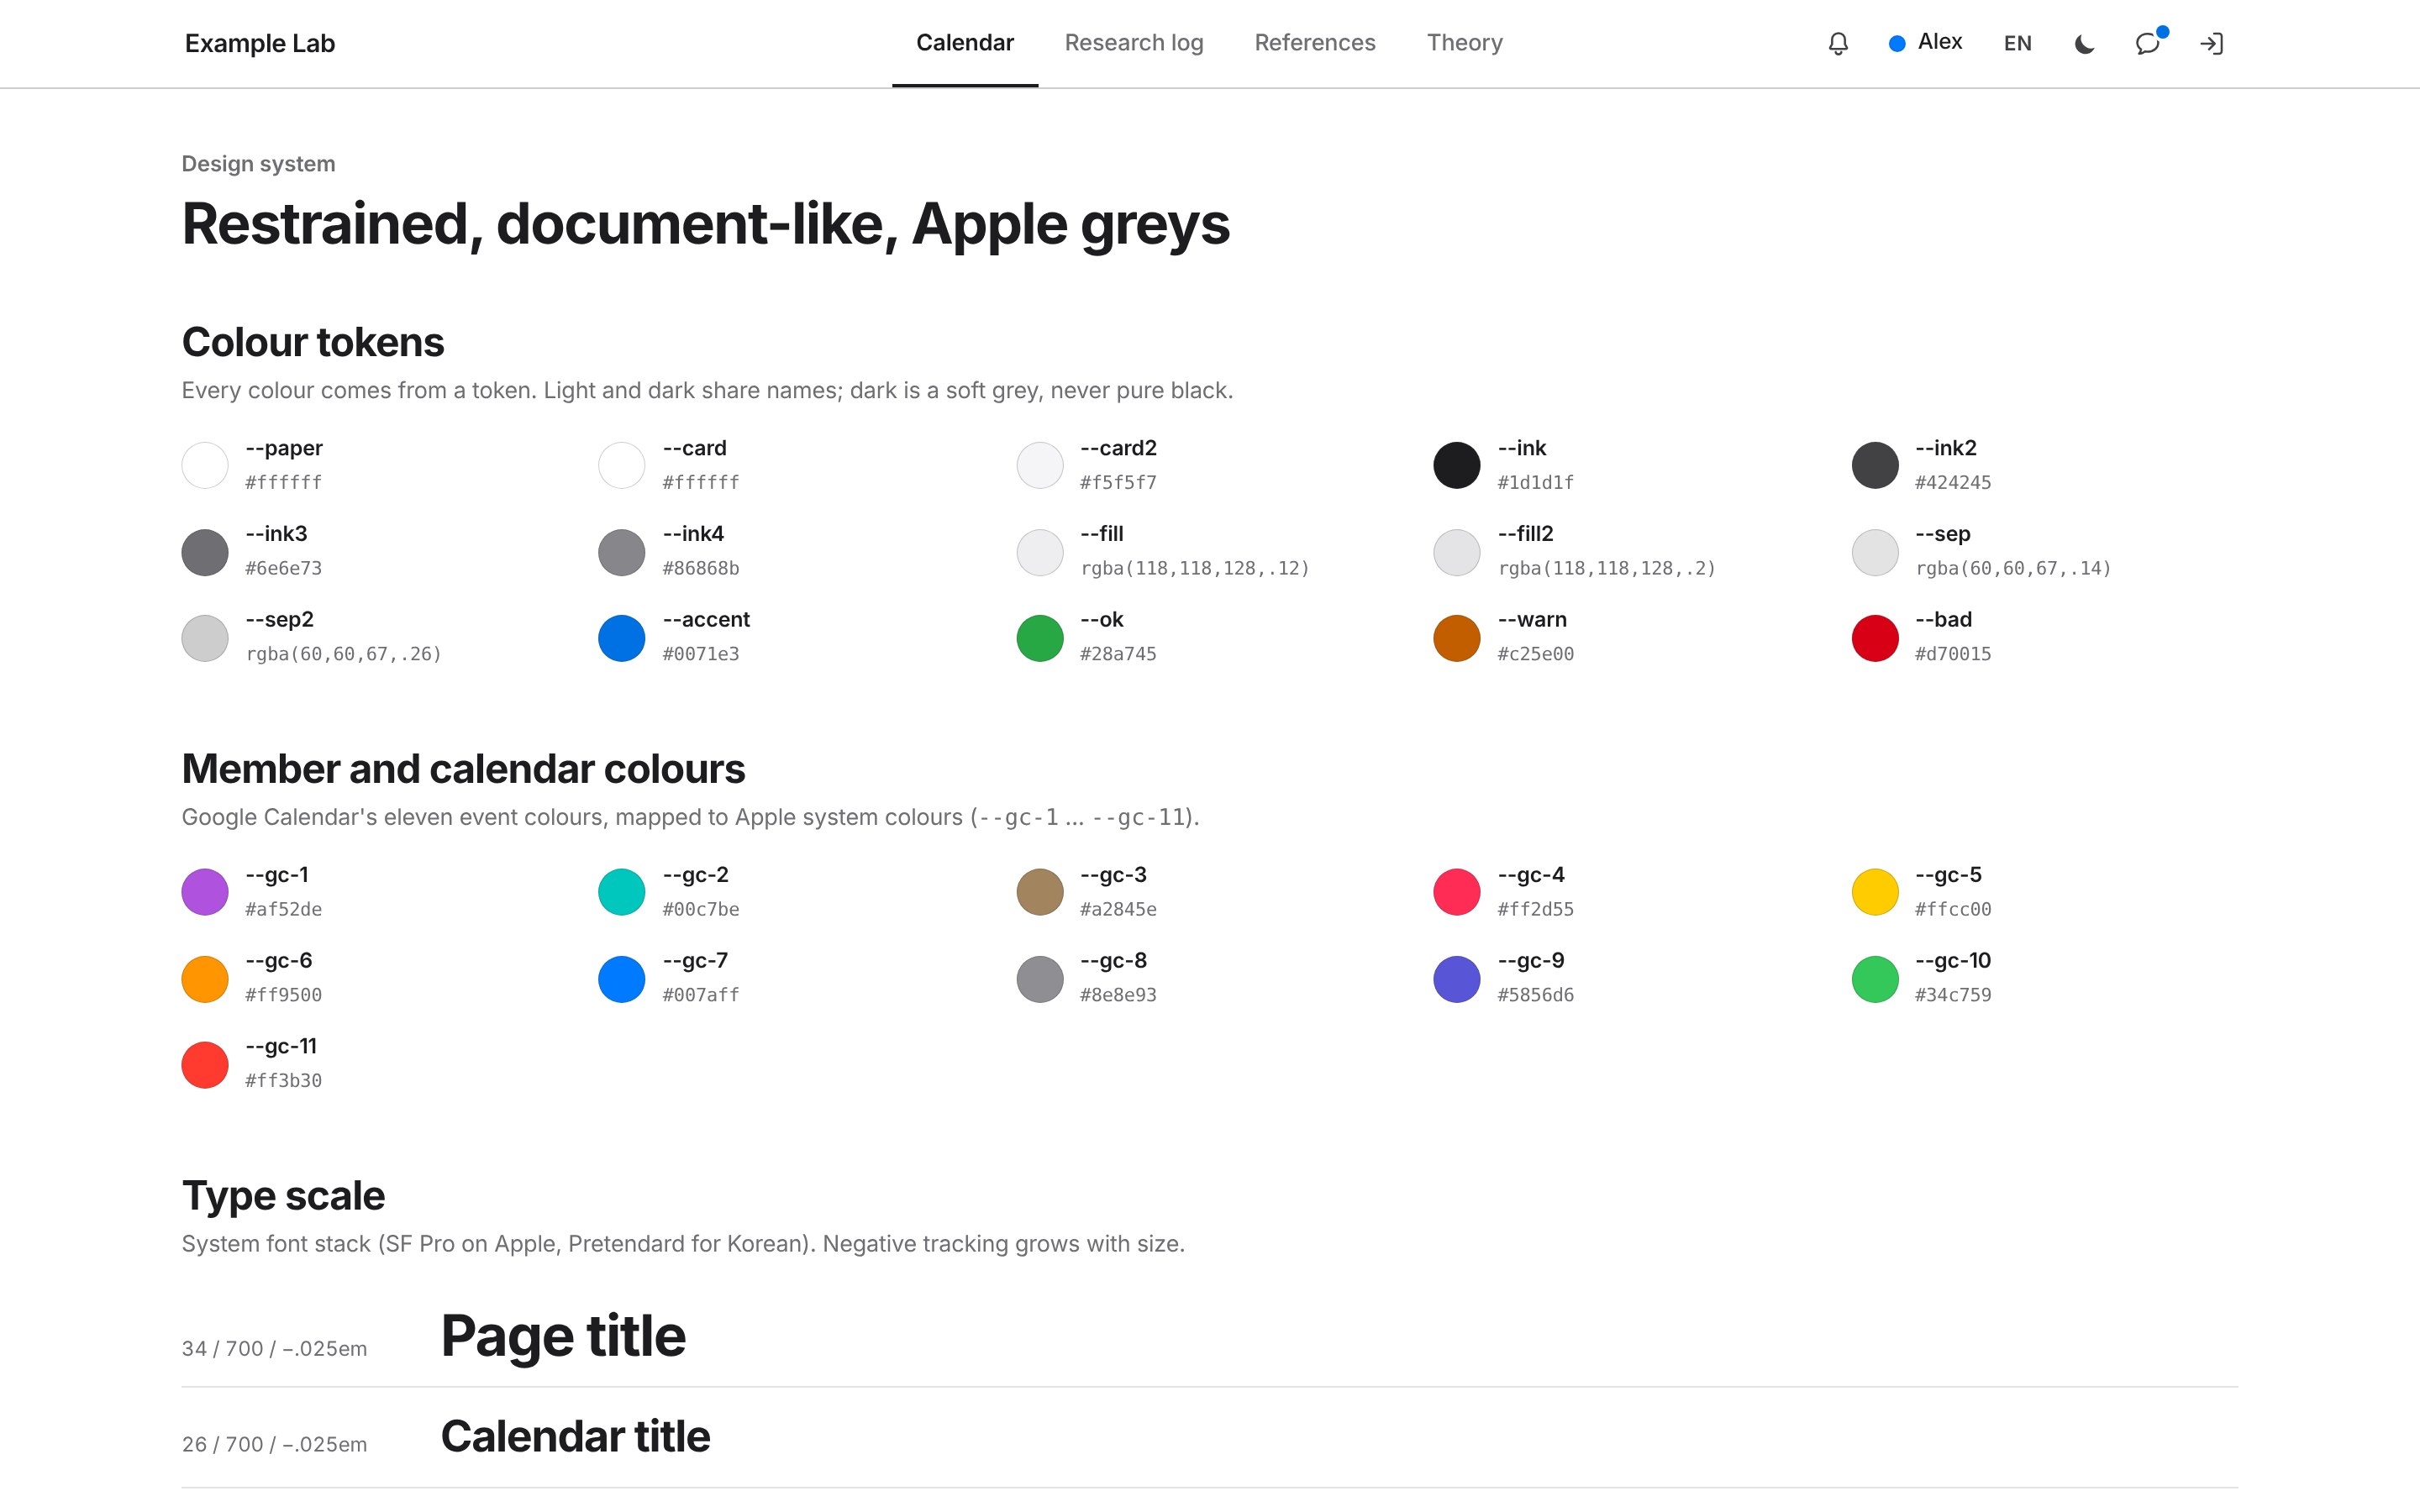 Example Lab
Calendar
Research log
References
Theory
Alex
EN
Design system
Restrained, document-like, Apple greys
Colour tokens
Every colour comes from a token. Light and dark share names; dark is a soft grey, never pure black.
--paper
#ffffff
--card
#ffffff
--card2
#f5f5f7
--ink
#1d1d1f
--ink2
#424245
--ink3
#6e6e73
--ink4
#86868b
--fill
rgba(118,118,128,.12)
--fill2
rgba(118,118,128,.2)
--sep
rgba(60,60,67,.14)
--sep2
rgba(60,60,67,.26)
--accent
#0071e3
--ok
#28a745
--warn
#c25e00
--bad
#d70015
Member and calendar colours
Google Calendar's eleven event colours, mapped to Apple system colours (--gc-1 … --gc-11).
--gc-1
#af52de
--gc-2
#00c7be
--gc-3
#a2845e
--gc-4
#ff2d55
--gc-5
#ffcc00
--gc-6
#ff9500
--gc-7
#007aff
--gc-8
#8e8e93
--gc-9
#5856d6
--gc-10
#34c759
--gc-11
#ff3b30
Type scale
System font stack (SF Pro on Apple, Pretendard for Korean). Negative tracking grows with size.
34 / 700 / −.025em
Page title
26 / 700 / −.025em
Calendar title